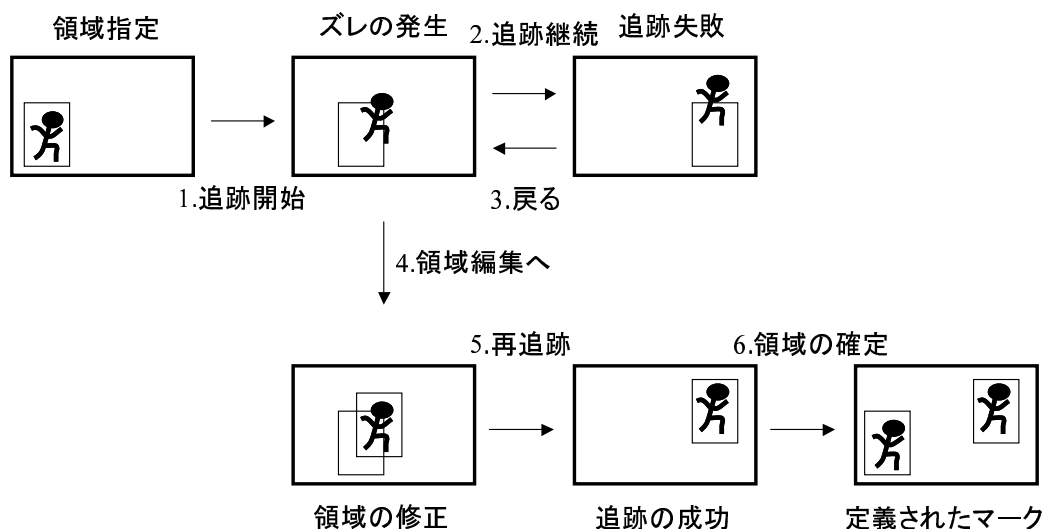 領域指定
ズレの発生
2.追跡継続
追跡失敗
1.追跡開始
3.戻る
4.領域編集へ
5.再追跡
6.領域の確定
領域の修正
追跡の成功
定義されたマーク